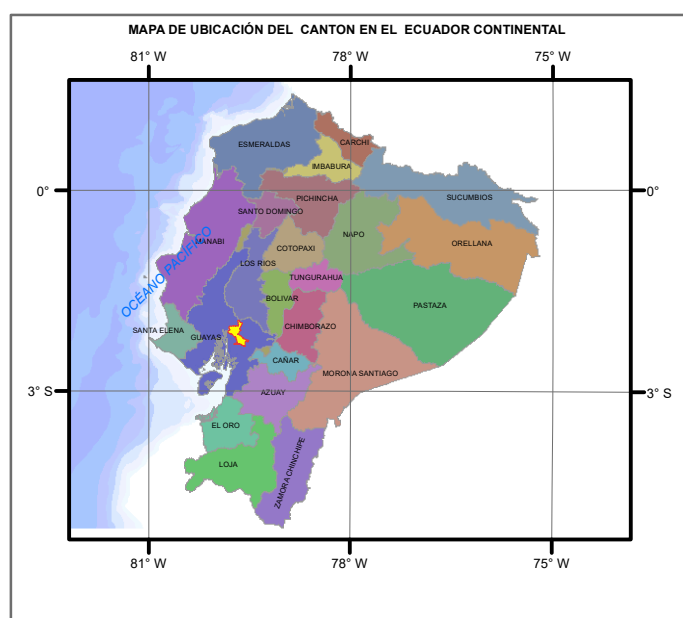 MAPA DE UBICACIÓN DEL CANTON EN EL ECUADOR CONTINENTAL
81° W
78° W
75° W
ESMERALDAS
CARCHI
IMBABURA
0°
0°
PICHINCHA
SUCUMBIOS
SANTO DOMINGO
NAPO
MANABI
COTOPAXI
ORELLANA
OCÉANO PACÍFICO
LOS RIOS
TUNGURAHUA
BOLIVAR
PASTAZA
SANTA ELENA
GUAYAS
CHIMBORAZO
CAÑAR
MORONA SANTIAGO
3° S
3° S
AZUAY
EL ORO
LOJA
ZAMORA CHINCHIPE
81° W
78° W
75° W